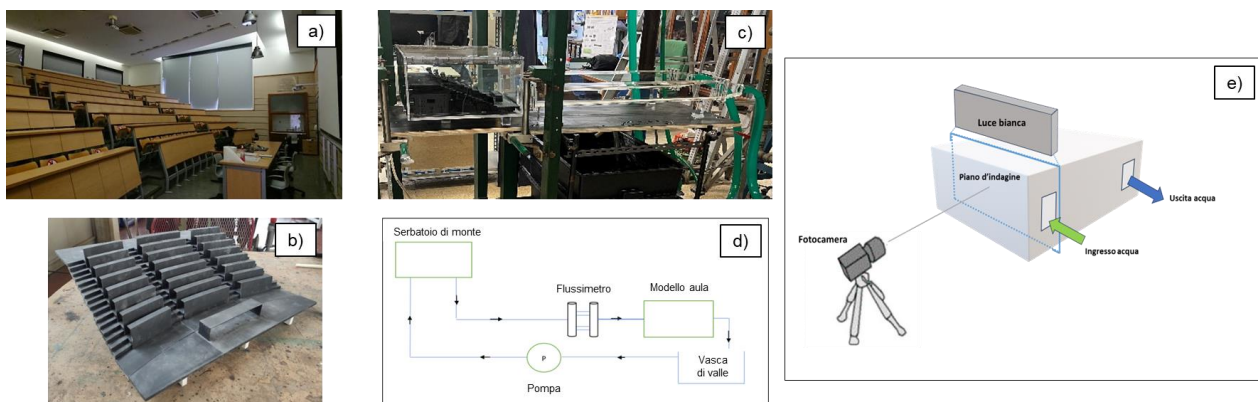 a)
b)
c)
d)
Serbatoio di monte
Flussimetro
Modello aula
P
Pompa
Vasca
di valle
e)
Luce bianca
Piano d'indagine
Uscita acqua
Ingresso acqua
Fotocamera